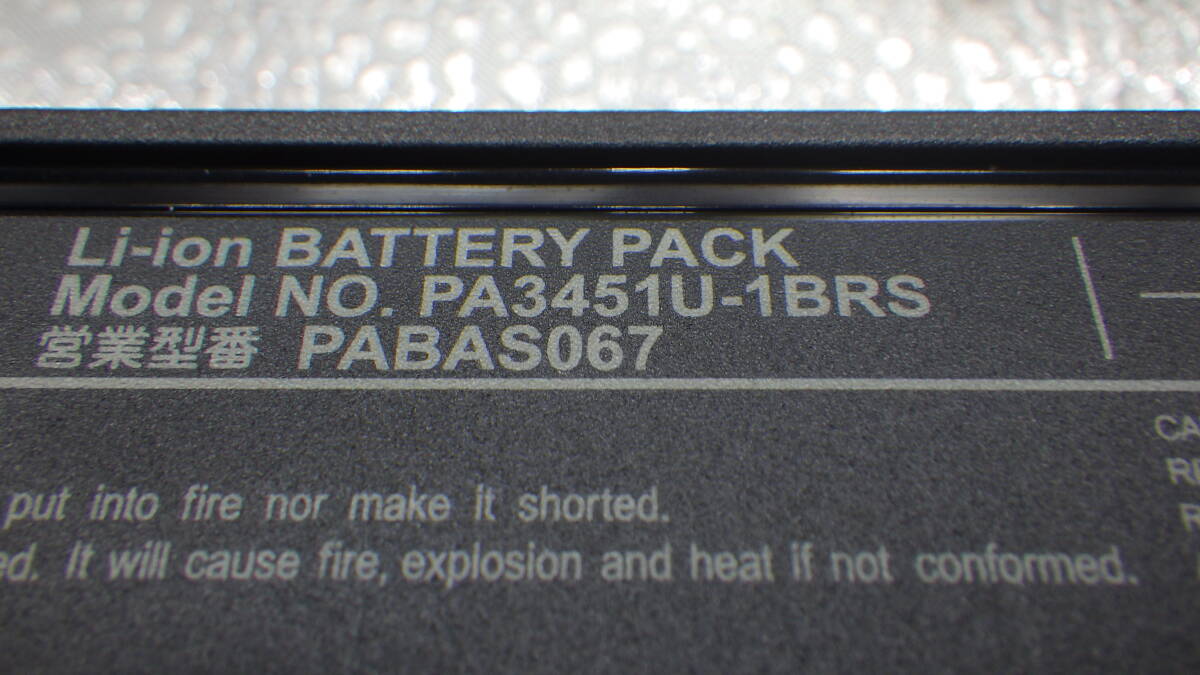 Li-ion BATTERY PACK
Model NO. PA3451U-1BRS
営業型番 PABAS067
put into fire nor make it shorted.
ed. It will cause fire, explosion and heat if not conformed.
CA